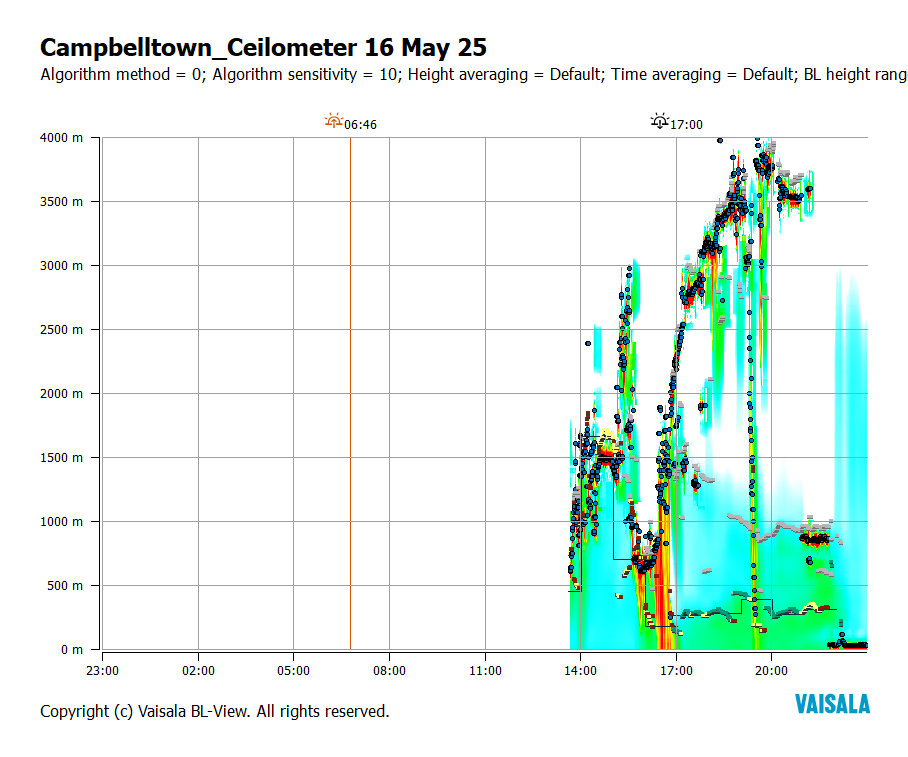 Campbelltown_Ceilometer 16 May 25
Algorithm method = 0; Algorithm sensitivity = 10; Height averaging = Default; Time averaging = Default; BL height rang
06:46 17:00
4000 m
3500 m
3000 m
2500 m
2000 m
1500 m
1000 m
500 m
0 m
23:00 02:00 05:00 08:00 11:00 14:00 17:00 20:00
Copyright (c) Vaisala BL-View. All rights reserved.
VAISALA